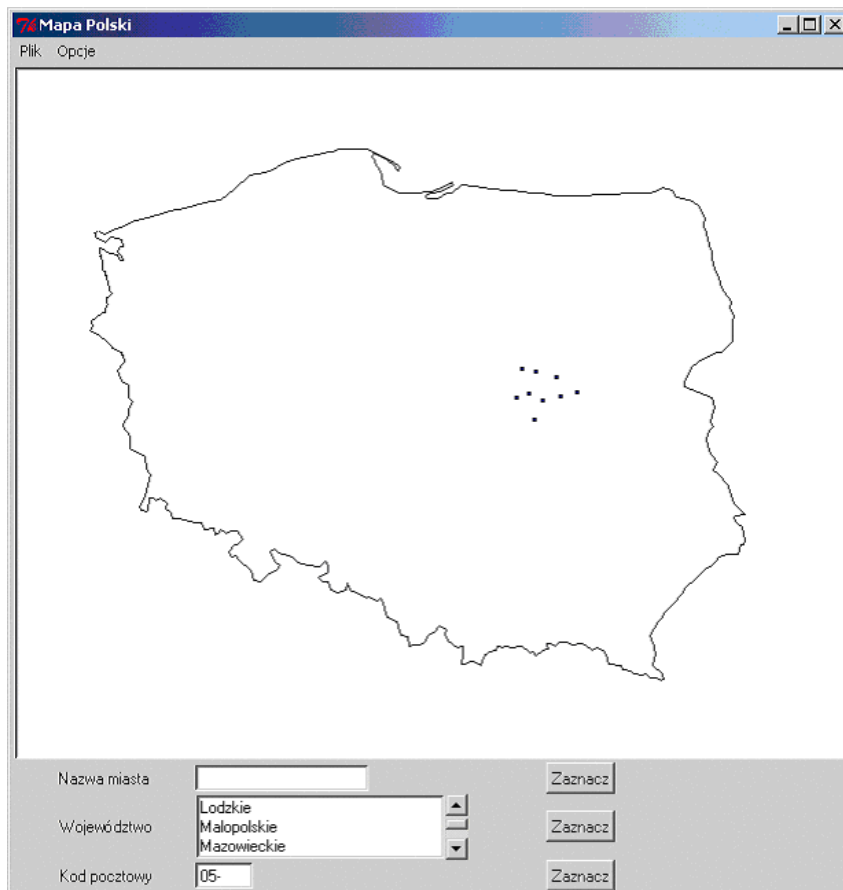 Mapa Polski
Plik Opcje
Nazwa miasta Zaznacz
Lodzkie
Województwo Malopolskie Zaznacz
Mazowieckie
Kod pocztowy 05- Zaznacz